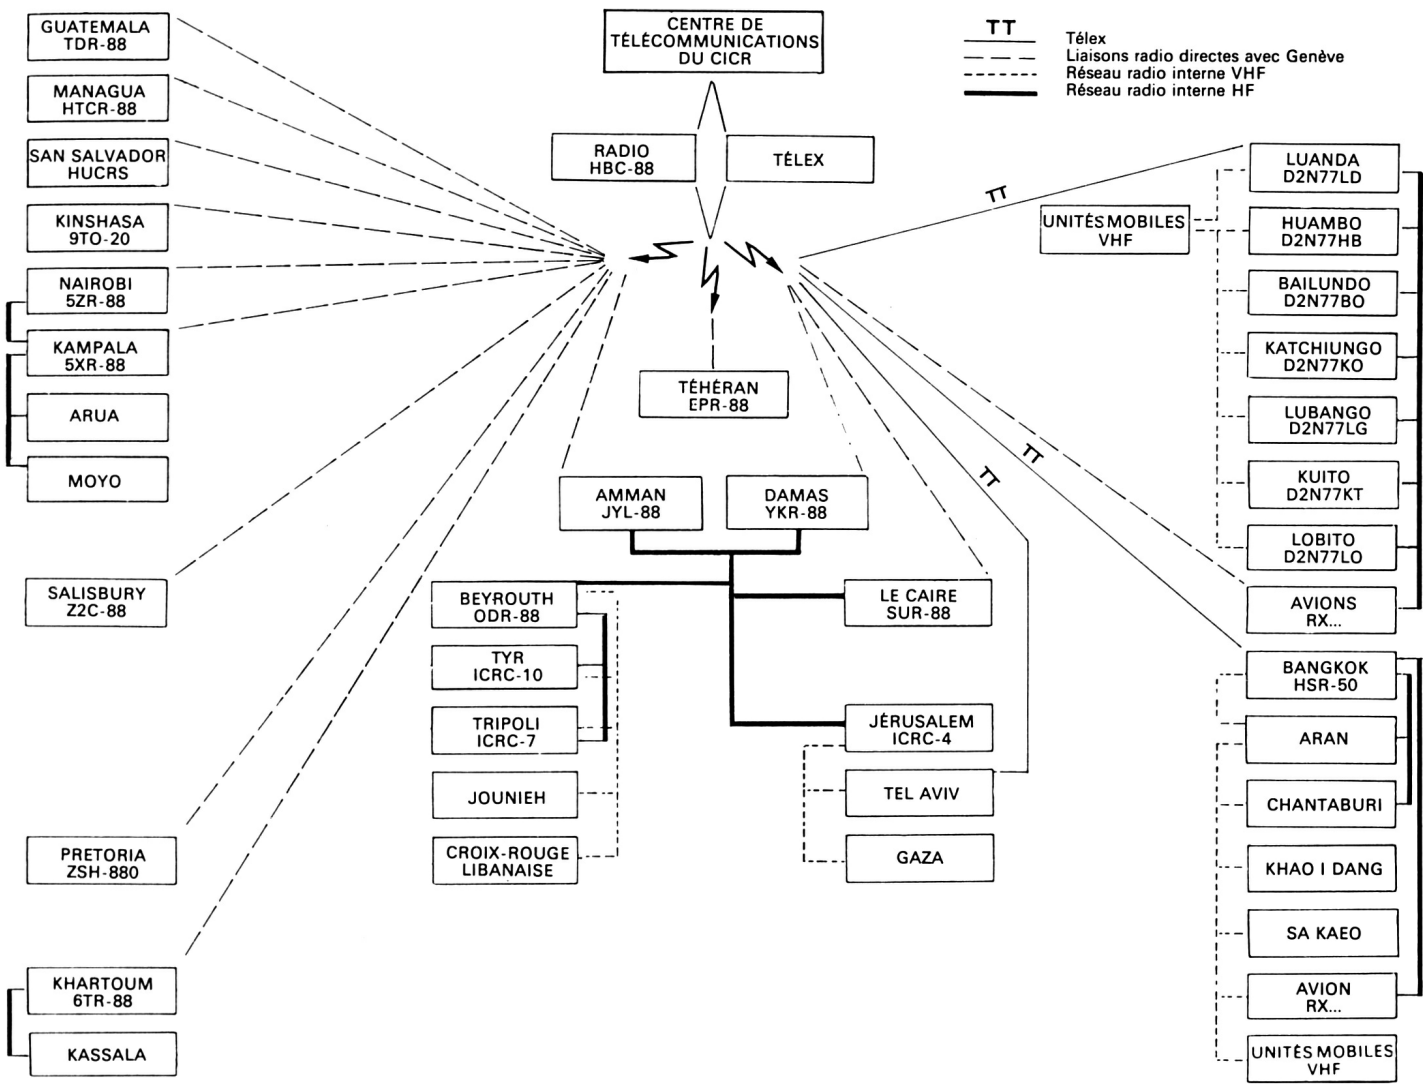 CENTRE DE
TÉLÉCOMMUNICATIONS
DU CICR
RADIO
HBC-88
TÉLEX
TT
Télex
Liaisons radio directes avec Genève
Réseau radio interne VHF
Réseau radio interne HF
GUATEMALA
TDR-88
MANAGUA
HTCR-88
SAN SALVADOR
HUCRS
KINSHASA
9TO-20
NAIROBI
5ZR-88
KAMPALA
5XR-88
ARUA
MOYO
SALISBURY
Z2C-88
PRETORIA
ZSH-880
KHARTOUM
6TR-88
KASSALA
TÉHÉRAN
EPR-88
AMMAN
JYL-88
DAMAS
YKR-88
BEYROUTH
ODR-88
TYR
ICRC-10
TRIPOLI
ICRC-7
JOUNIEH
CROIX-ROUGE
LIBANAISE
LE CAIRE
SUR-88
JÉRUSALEM
ICRC-4
TEL AVIV
GAZA
TT
TT
TT
UNITÉS MOBILES
VHF
LUANDA
D2N77LD
HUAMBO
D2N77HB
BAILUNDO
D2N77BO
KATCHIUNGO
D2N77KO
LUBANGO
D2N77LG
KUITO
D2N77KT
LOBITO
D2N77LO
AVIONS
RX...
BANGKOK
HSR-50
ARAN
CHANTABURI
KHAO I DANG
SA KAEO
AVION
RX...
UNITÉS MOBILES
VHF